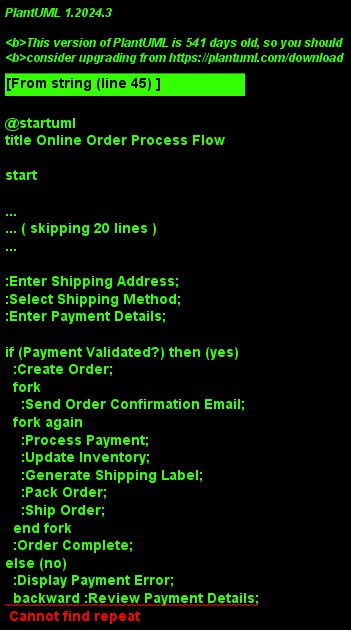 PlantUML 1.2024.3
<b>This version of PlantUML is 541 days old, so you should
<b>consider upgrading from https://plantuml.com/download
[From string (line 45) ]
@startuml
title Online Order Process Flow
start
...
... ( skipping 20 lines )
...
:Enter Shipping Address;
:Select Shipping Method;
:Enter Payment Details;
if (Payment Validated?) then (yes)
:Create Order;
fork
:Send Order Confirmation Email;
fork again
:Process Payment;
:Update Inventory;
:Generate Shipping Label;
:Pack Order;
:Ship Order;
end fork
:Order Complete;
else (no)
:Display Payment Error;
backward :Review Payment Details;
Cannot find repeat